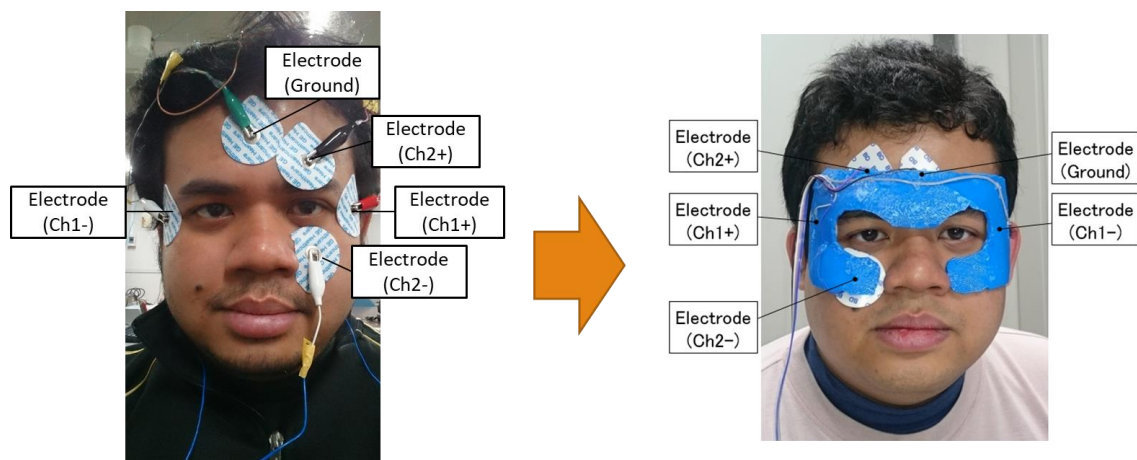 Electrode
(Ground)
Electrode
(Ch2+)
Electrode
(Ch1-)
Electrode
(Ch1+)
Electrode
(Ch2-)
Electrode
(Ch2+)
Electrode
(Ground)
Electrode
(Ch1+)
Electrode
(Ch1-)
Electrode
(Ch2-)